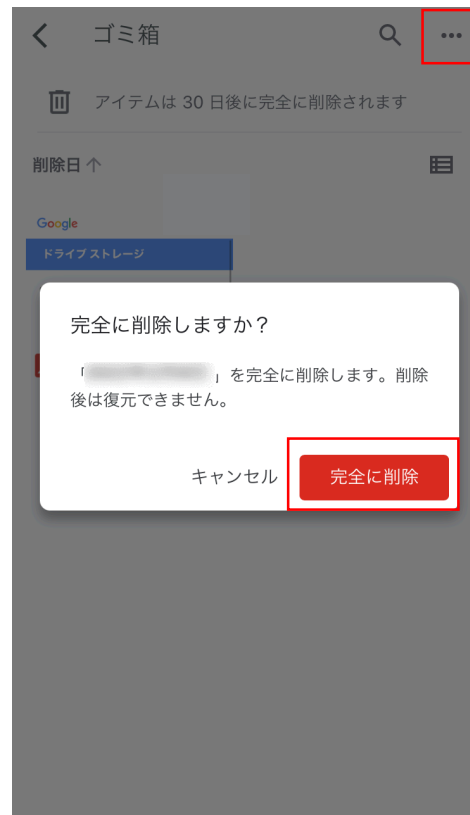 ゴミ箱
アイテムは 30 日後に完全に削除されます
削除日
Google
ドライブ ストレージ
完全に削除しますか？
「 」を完全に削除します。削除
後は復元できません。
キャンセル
完全に削除